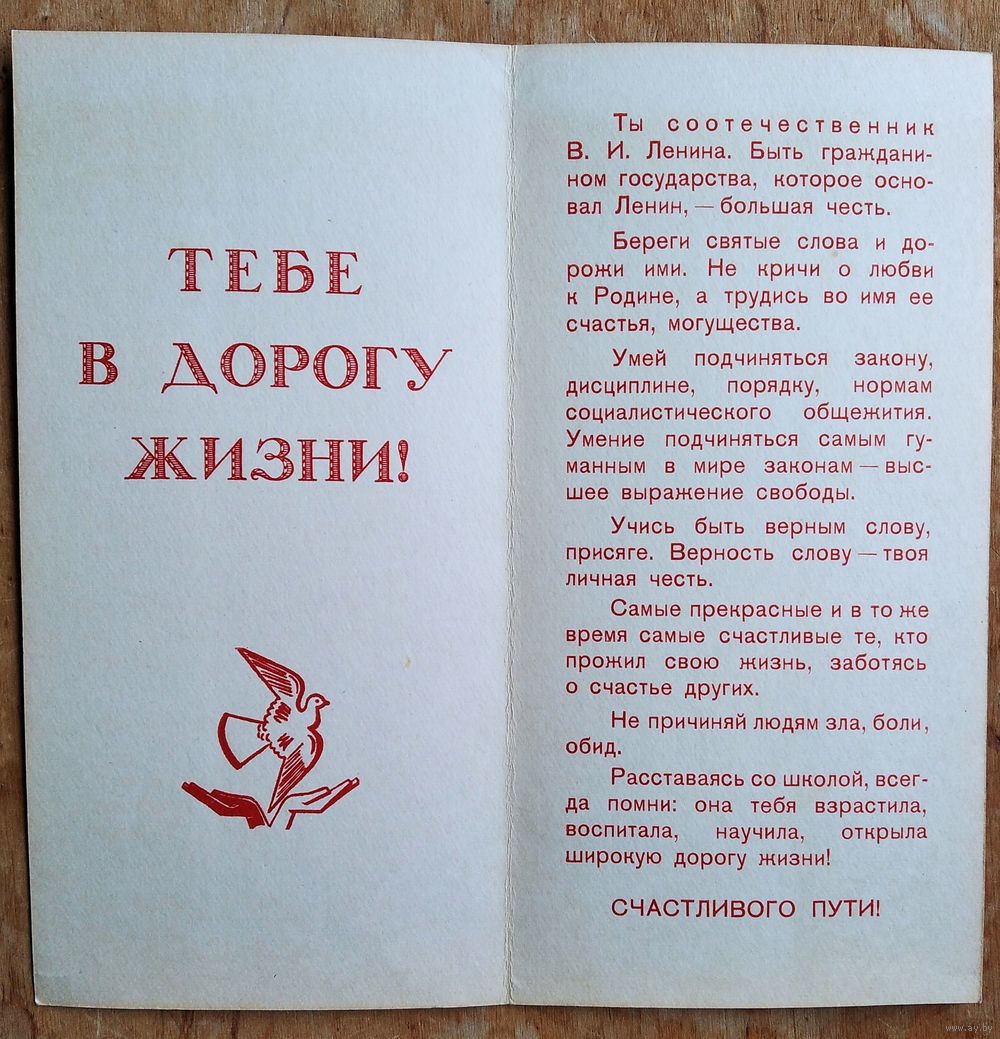 ТЕБЕ
В ДОРОГУ
ЖИЗНИ!
Ты соотечественник
В. И. Ленина. Быть граждани-
ном государства, которое осно-
вал Ленин, — большая честь.
Береги святые слова и до-
рожи ими. Не кричи о любви
к Родине, а трудись во имя ее
счастья, могущества.
Умей подчиняться закону,
дисциплине, порядку, нормам
социалистического общежития.
Умение подчиняться самым гу-
манным в мире законам — выс-
шее выражение свободы.
Учись быть верным слову,
присяге. Верность слову — твоя
личная честь.
Самые прекрасные и в то же
время самые счастливые те, кто
прожил свою жизнь, заботясь
о счастье других.
Не причиняй людям зла, боли,
обид.
Расставаясь со школой, всег-
да помни: она тебя взрастила,
воспитала, научила, открыла
широкую дорогу жизни!
СЧАСТЛИВОГО ПУТИ!
www.ay.by